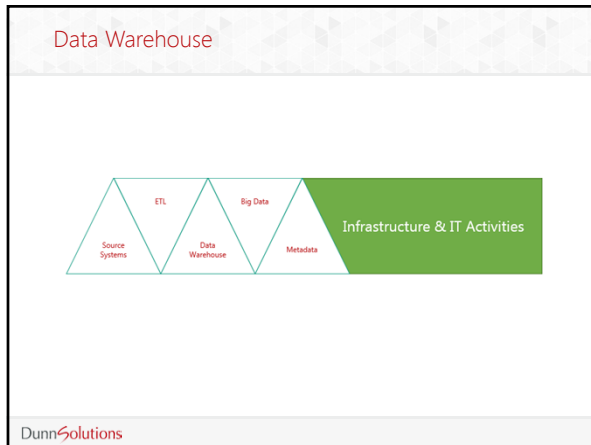 Data Warehouse
ETL
Big Data
Source
Systems
Data
Warehouse
Metadata
Infrastructure & IT Activities
DunnSolutions